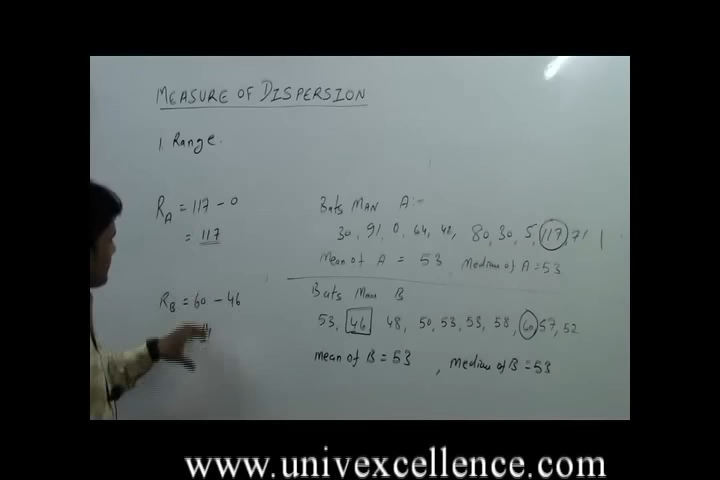 MEASURE OF DISPERSION
1. Range.
R_A = 117 - 0
= 117
Bats MAN A:-
30, 91, 0, 64, 48, 80, 30, 5, 117, 71
Mean of A = 53 Median of A = 53
R_B = 60 - 46
Bats Man B
53, 46, 48, 50, 53, 53, 58, 60, 57, 52
mean of B = 53 , Median of B = 53
www.univexcellence.com